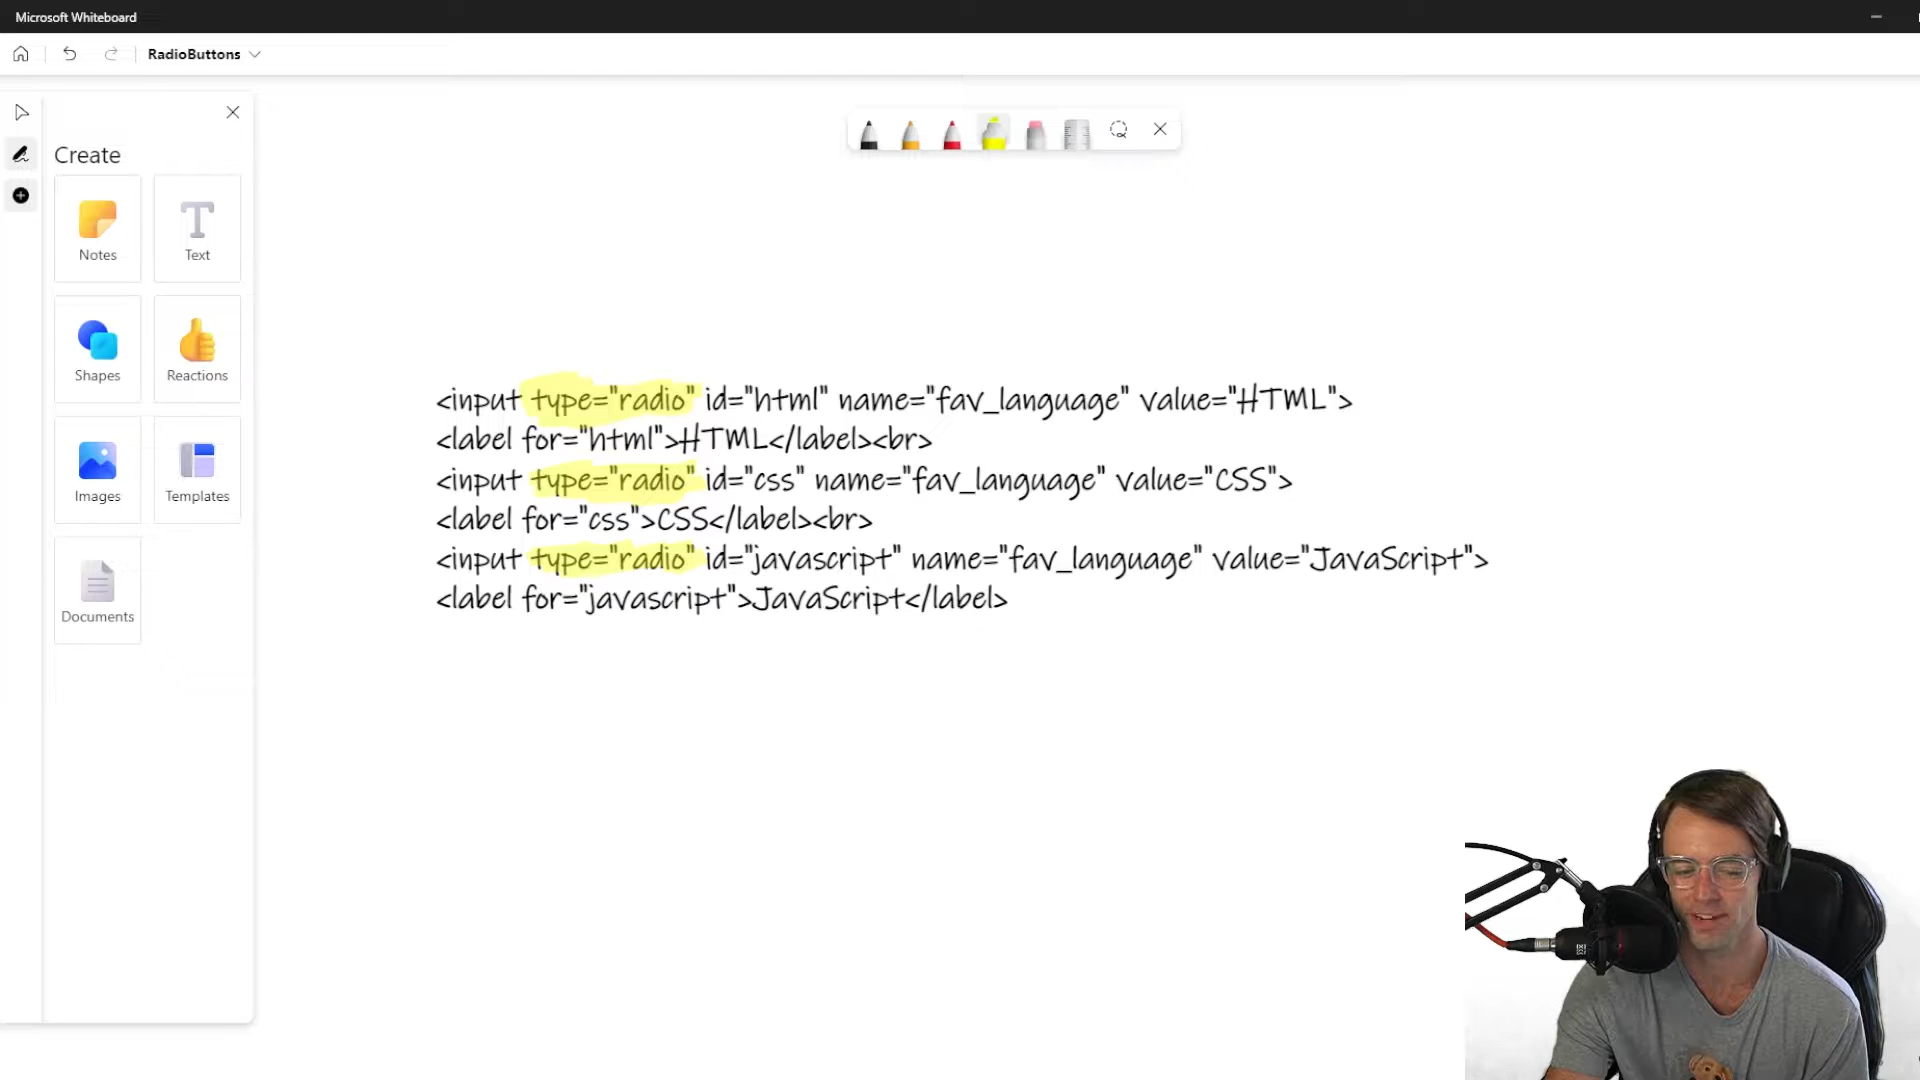 Microsoft Whiteboard
RadioButtons
Create
Notes
Text
Shapes
Reactions
Images
Templates
Documents
<input type="radio" id="html" name="fav_language" value="HTML">
<label for="html">HTML</label><br>
<input type="radio" id="css" name="fav_language" value="CSS">
<label for="css">CSS</label><br>
<input type="radio" id="javascript" name="fav_language" value="JavaScript">
<label for="javascript">JavaScript</label>